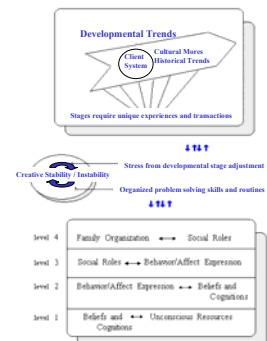 Developmental Trends
Client
System
Cultural Mores
Historical Trends
Stages require unique experiences and transactions
Stress from developmental stage adjustment
Creative Stability / Instability
Organized problem solving skills and routines
level 4 Family Organization ⟷ Social Roles
level 3 Social Roles ⟷ Behavior/Affect Expression
level 2 Behavior/Affect Expression ⟷ Beliefs and
Cognitions
level 1 Beliefs and ⟷ Unconscious Resources
Cognitions